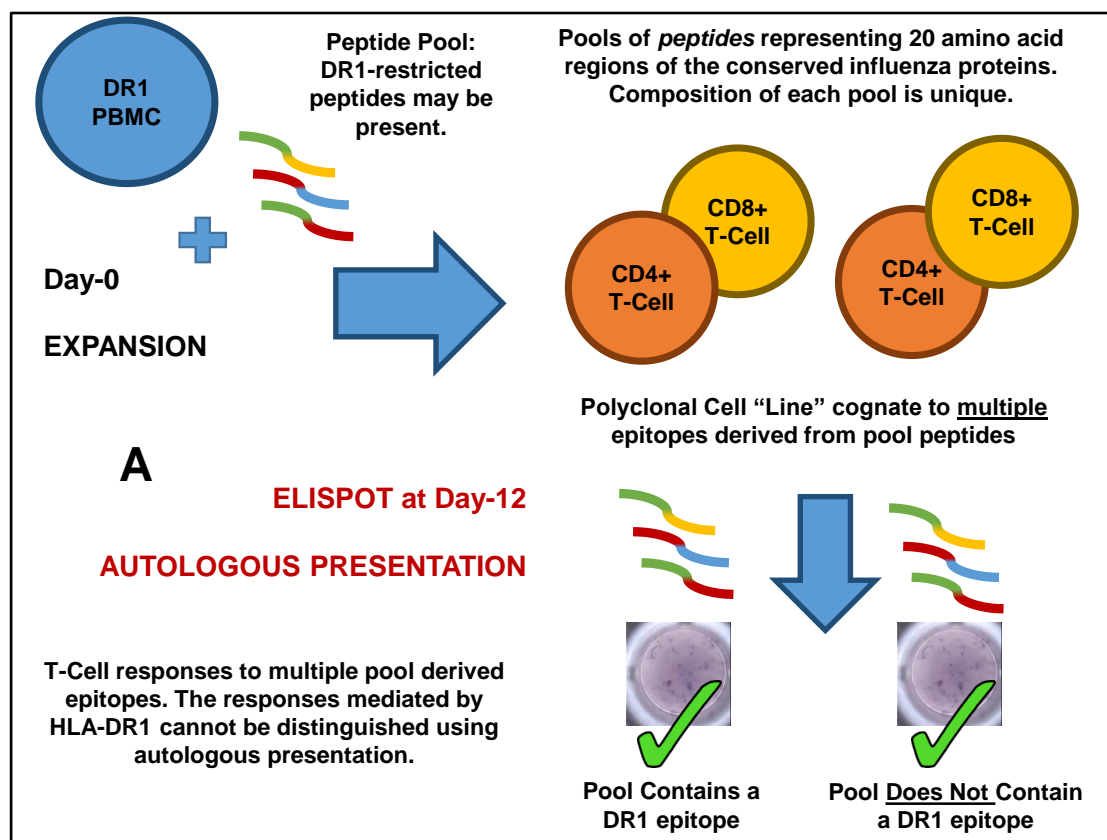 DR1
PBMC
Peptide Pool:
DR1-restricted
peptides may be
present.
Pools of peptides representing 20 amino acid
regions of the conserved influenza proteins.
Composition of each pool is unique.
Day-0
EXPANSION
CD8+
T-Cell
CD4+
T-Cell
CD8+
T-Cell
CD4+
T-Cell
Polyclonal Cell “Line” cognate to multiple
epitopes derived from pool peptides
A
ELISPOT at Day-12
AUTOLOGOUS PRESENTATION
T-Cell responses to multiple pool derived
epitopes. The responses mediated by
HLA-DR1 cannot be distinguished using
autologous presentation.
Pool Contains a
DR1 epitope
Pool Does Not Contain
a DR1 epitope